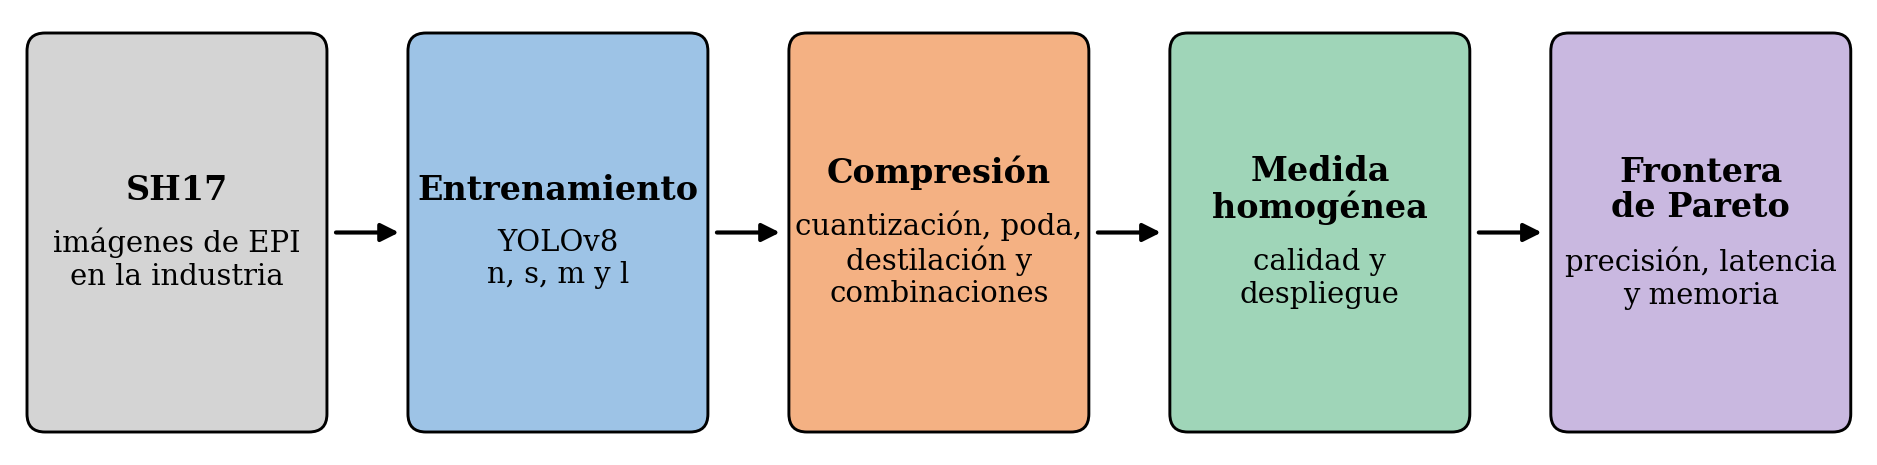 SH17
imágenes de EPI
en la industria
Entrenamiento
YOLOv8
n, s, m y l
Compresión
cuantización, poda,
destilación y
combinaciones
Medida
homogénea
calidad y
despliegue
Frontera
de Pareto
precisión, latencia
y memoria